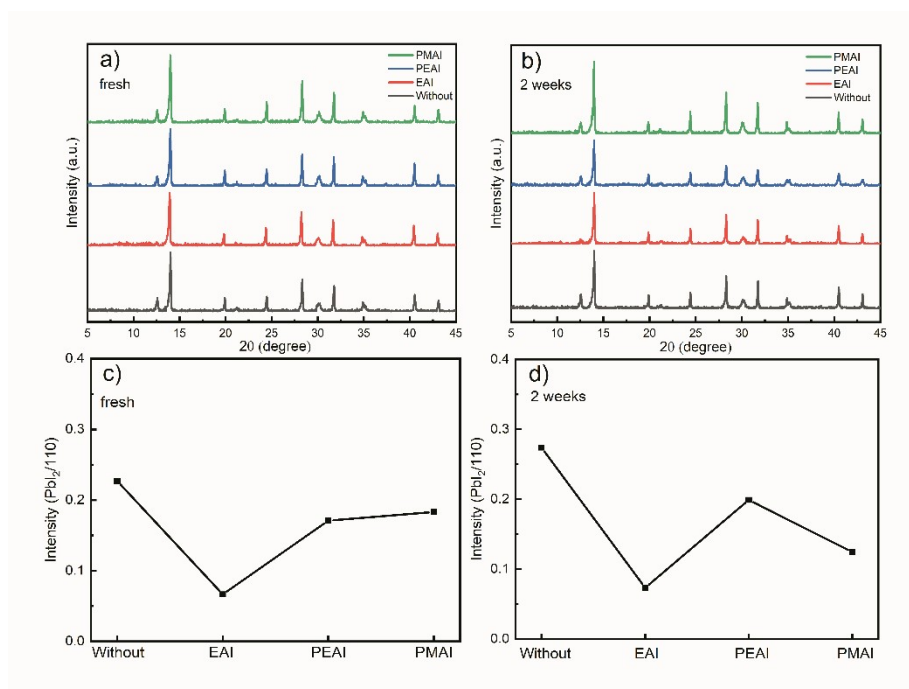 a)
fresh
PMAI
PEAI
EAI
Without
Intensity (a.u.)
5 10 15 20 25 30 35 40 45
2θ (degree)
b)
2 weeks
PMAI
PEAI
EAI
Without
Intensity (a.u.)
5 10 15 20 25 30 35 40 45
2θ (degree)
c)
fresh
Intensity (PbI₂/110)
0.4
0.3
0.2
0.1
0.0
Without EAI PEAI PMAI
d)
2 weeks
Intensity (PbI₂/110)
0.4
0.3
0.2
0.1
0.0
Without EAI PEAI PMAI